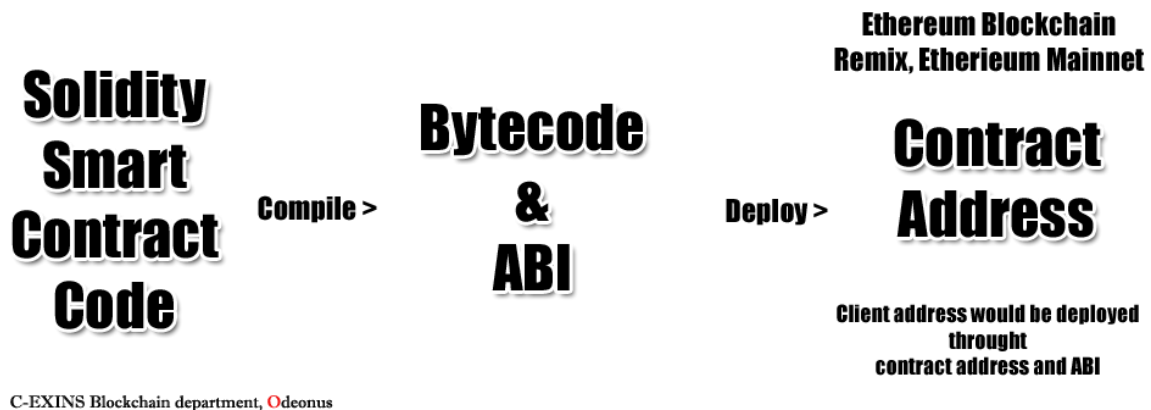 Solidity
Smart
Contract
Code
Compile >
Bytecode
&
ABI
Deploy >
Ethereum Blockchain
Remix, Etherieum Mainnet
Contract
Address
Client address would be deployed
throught
contract address and ABI
C-EXINS Blockchain department, Odeonus